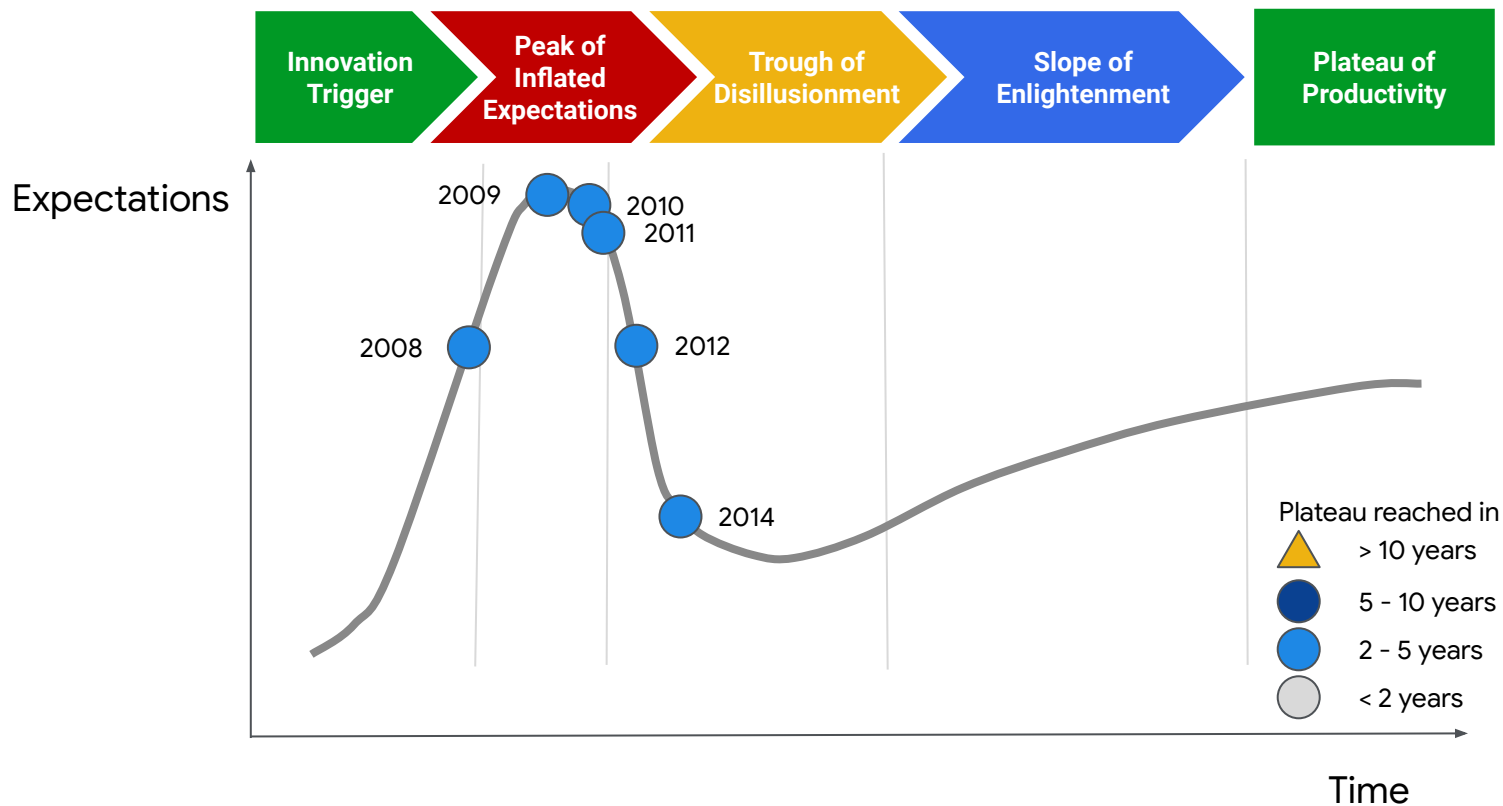 Innovation
Trigger
Peak of
Inflated
Expectations
Trough of
Disillusionment
Slope of
Enlightenment
Plateau of
Productivity
Expectations
2009
2010
2011
2008
2012
2014
Plateau reached in
> 10 years
5 - 10 years
2 - 5 years
< 2 years
Time